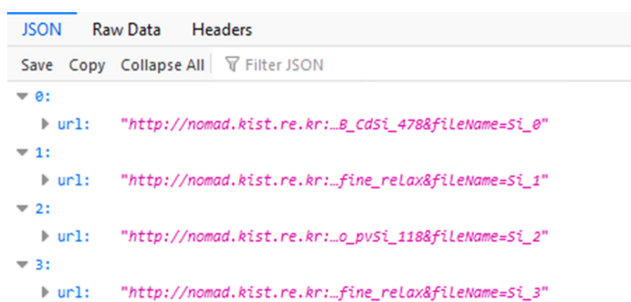 JSON Raw Data Headers
Save Copy Collapse All Filter JSON
0:
url: "http://nomad.kist.re.kr:…B_CdSi_478&fileName=Si_0"
1:
url: "http://nomad.kist.re.kr:…fine_relax&fileName=Si_1"
2:
url: "http://nomad.kist.re.kr:…o_pvSi_118&fileName=Si_2"
3:
url: "http://nomad.kist.re.kr:…fine_relax&fileName=Si_3"